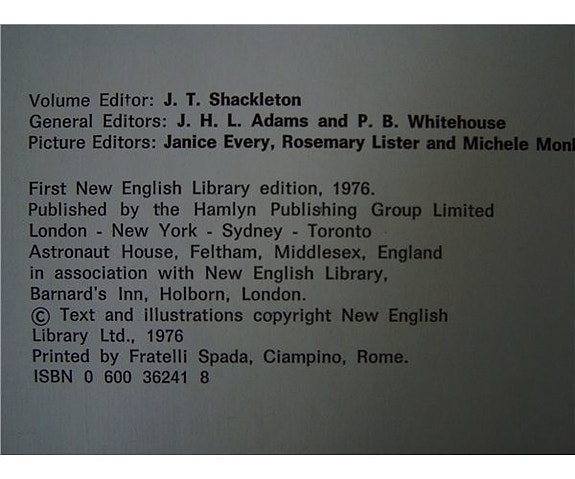 Volume Editor: J. T. Shackleton
General Editors: J. H. L. Adams and P. B. Whitehouse
Picture Editors: Janice Every, Rosemary Lister and Michele
First New English Library edition, 1976.
Published by the Hamlyn Publishing Group Limited
London - New York - Sydney - Toronto
Astronaut House, Feltham, Middlesex, England
in association with New English Library,
Barnard's Inn, Holborn, London.
© Text and illustrations copyright New English
Library Ltd., 1976
Printed by Fratelli Spada, Ciampino, Rome.
ISBN 0 600 36241 8